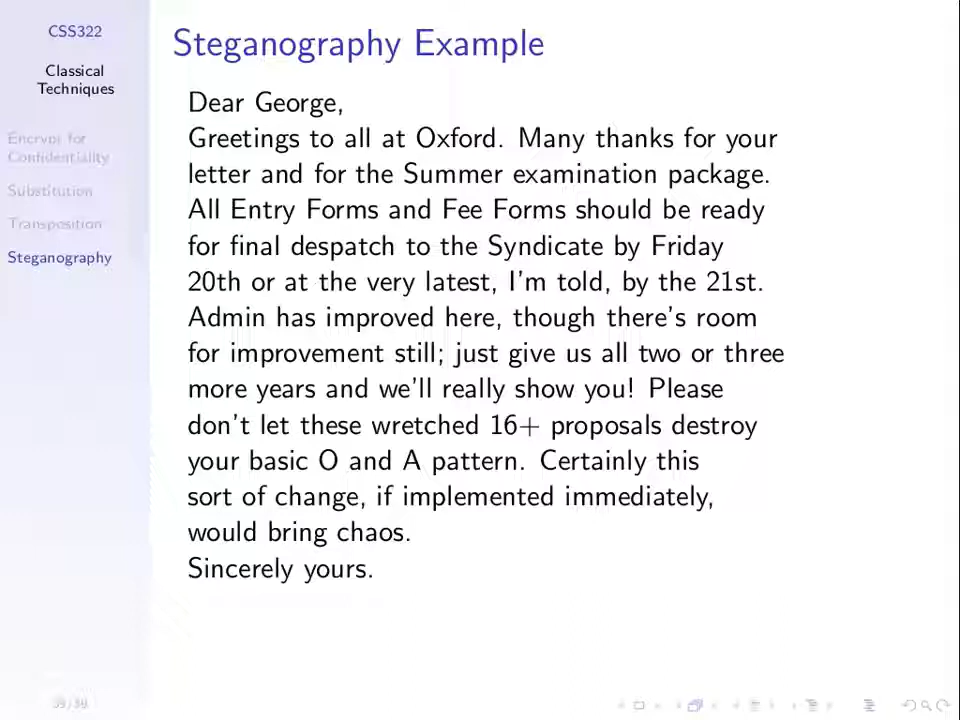 CSS322
Classical
Techniques
Encrypt for
Confidentiality
Substitution
Transposition
Steganography
Steganography Example
Dear George,
Greetings to all at Oxford. Many thanks for your
letter and for the Summer examination package.
All Entry Forms and Fee Forms should be ready
for final despatch to the Syndicate by Friday
20th or at the very latest, I'm told, by the 21st.
Admin has improved here, though there's room
for improvement still; just give us all two or three
more years and we'll really show you! Please
don't let these wretched 16+ proposals destroy
your basic O and A pattern. Certainly this
sort of change, if implemented immediately,
would bring chaos.
Sincerely yours.